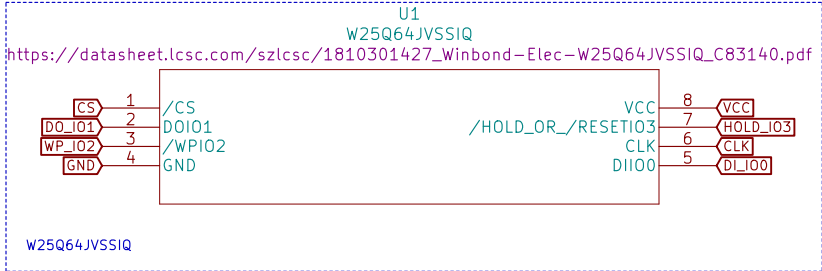 U1
W25Q64JVSSIQ
https://datasheet.lcsc.com/szlcsc/1810301427_Winbond-Elec-W25Q64JVSSIQ_C83140.pdf
CS 1 /CS VCC 8 VCC
DO_IO1 2 DOIO1 /HOLD_OR_/RESETIO3 7 HOLD_IO3
WP_IO2 3 /WPIO2 CLK 6 CLK
GND 4 GND DIIO0 5 DI_IO0
W25Q64JVSSIQ